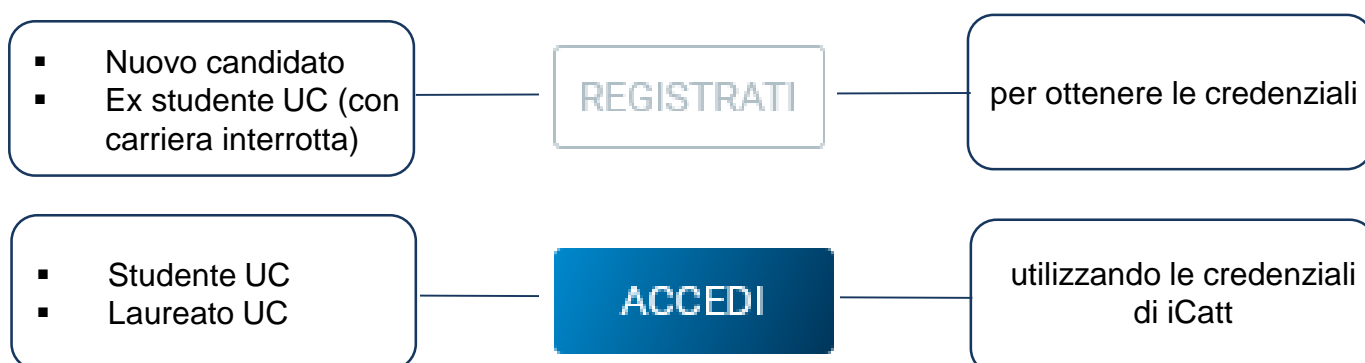 ▪ Nuovo candidato
▪ Ex studente UC (con
carriera interrotta)
REGISTRATI
per ottenere le credenziali
▪ Studente UC
▪ Laureato UC
ACCEDI
utilizzando le credenziali
di iCatt